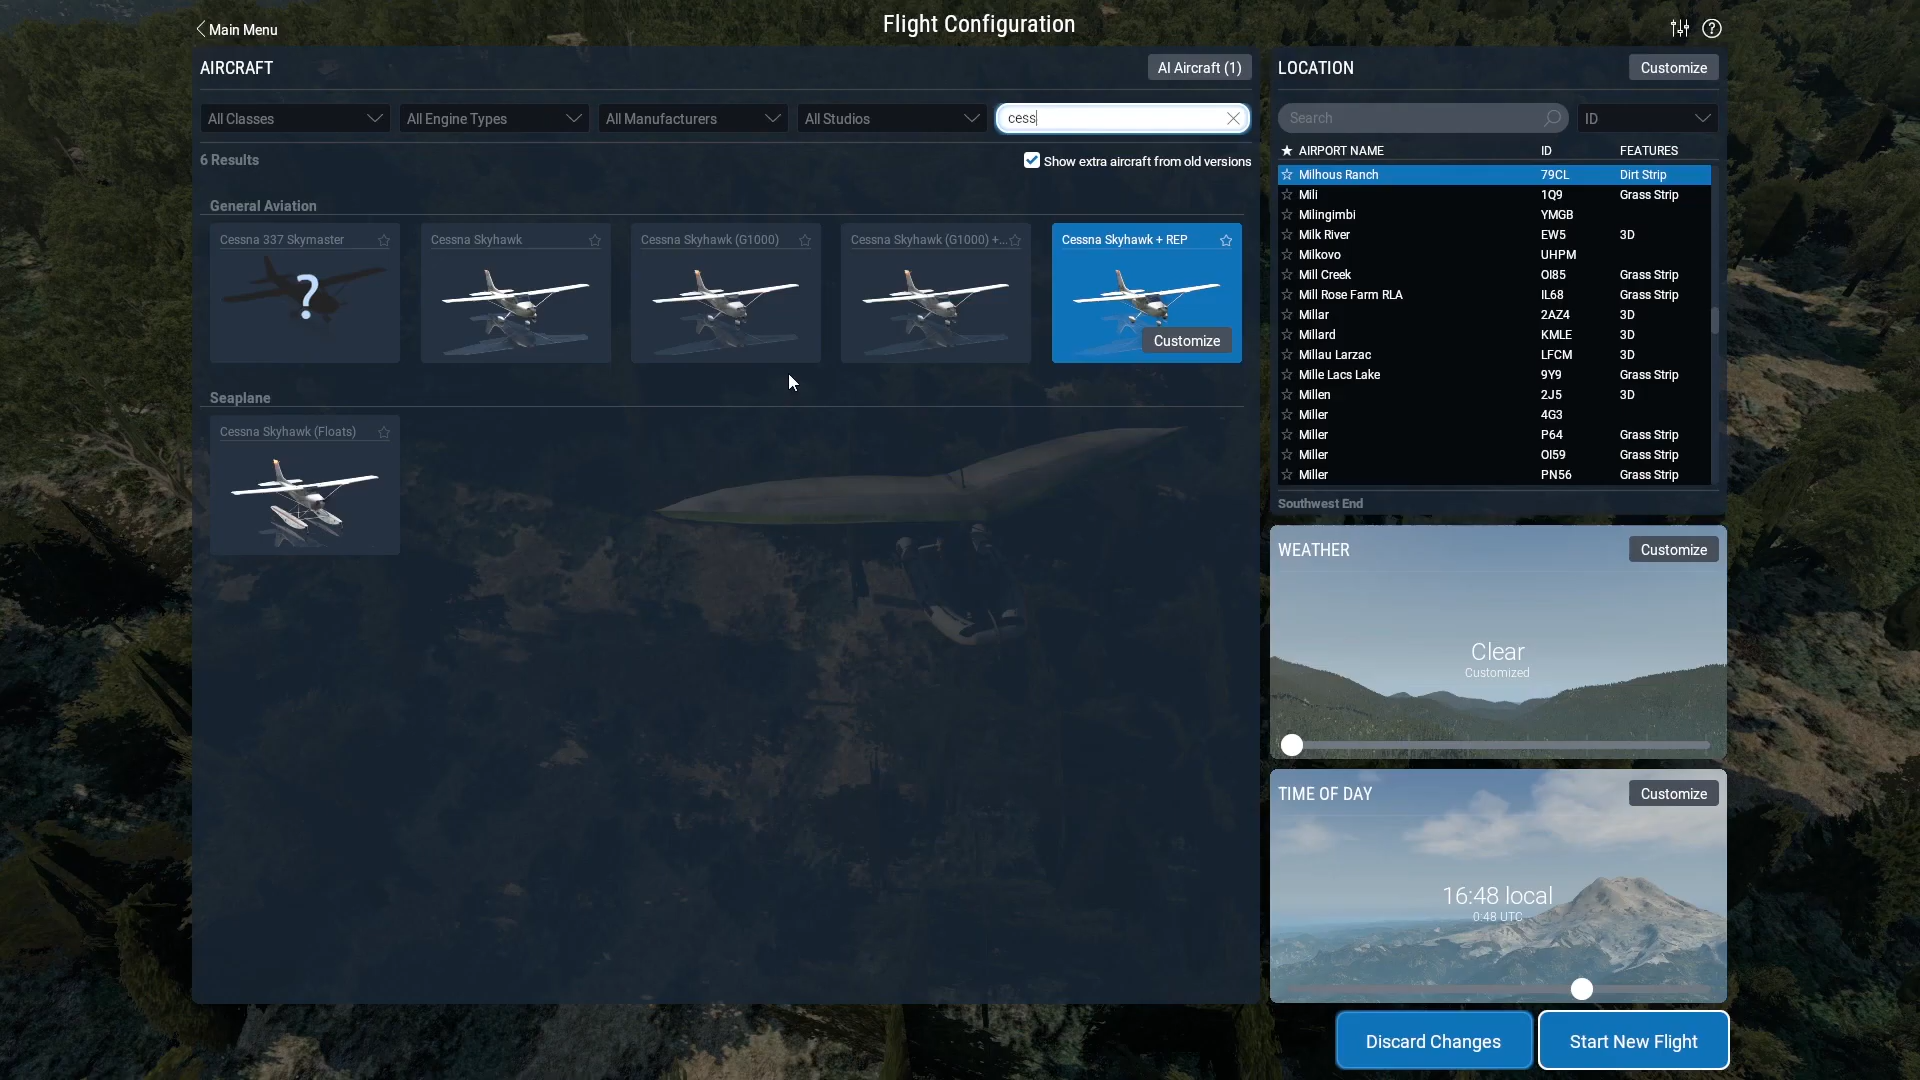 Main Menu
Flight Configuration
AIRCRAFT
AI Aircraft (1)
All Classes
All Engine Types
All Manufacturers
All Studios
cess
6 Results
Show extra aircraft from old versions
General Aviation
Cessna 337 Skymaster
Cessna Skyhawk
Cessna Skyhawk (G1000)
Cessna Skyhawk (G1000) +...
Cessna Skyhawk + REP
?
Customize
Seaplane
Cessna Skyhawk (Floats)
LOCATION
Customize
Search
ID
AIRPORT NAME ID FEATURES
Milhous Ranch 79CL Dirt Strip
Mili 1Q9 Grass Strip
Milingimbi YMGB
Milk River EW5 3D
Milkovo UHPM
Mill Creek OI85 Grass Strip
Mill Rose Farm RLA IL68 Grass Strip
Millar 2AZ4 3D
Millard KMLE 3D
Millau Larzac LFCM 3D
Mille Lacs Lake 9Y9 Grass Strip
Millen 2J5 3D
Miller 4G3
Miller P64 Grass Strip
Miller OI59 Grass Strip
Miller PN56 Grass Strip
Southwest End
WEATHER
Customize
Clear
Customized
TIME OF DAY
Customize
16:48 local
0:48 UTC
Discard Changes
Start New Flight